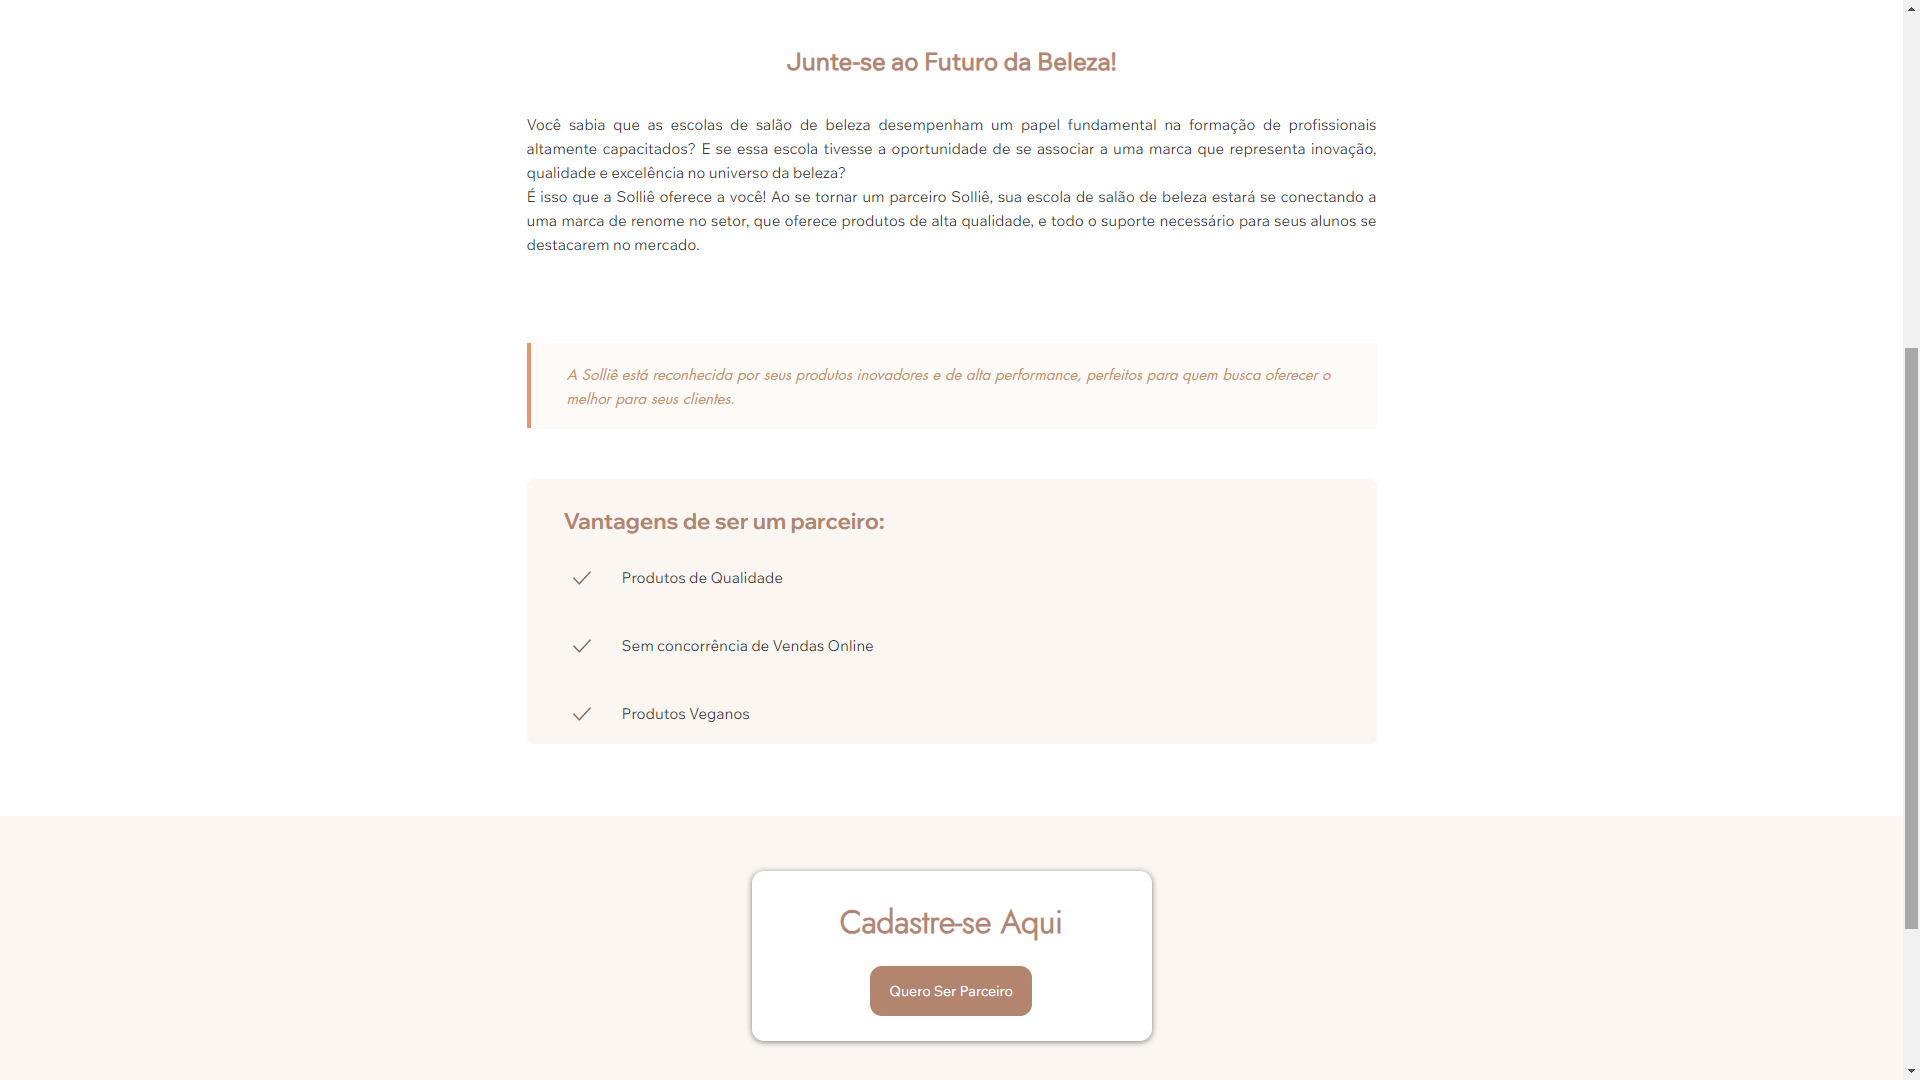 Junte-se ao Futuro da Beleza!
Você sabia que as escolas de salão de beleza desempenham um papel fundamental na formação de profissionais
altamente capacitados? E se essa escola tivesse a oportunidade de se associar a uma marca que representa inovação,
qualidade e excelência no universo da beleza?
É isso que a Solliê oferece a você! Ao se tornar um parceiro Solliê, sua escola de salão de beleza estará se conectando a
uma marca de renome no setor, que oferece produtos de alta qualidade, e todo o suporte necessário para seus alunos se
destacarem no mercado.
A Solliê está reconhecida por seus produtos inovadores e de alta performance, perfeitos para quem busca oferecer o
melhor para seus clientes.
Vantagens de ser um parceiro:
Produtos de Qualidade
Sem concorrência de Vendas Online
Produtos Veganos
Cadastre-se Aqui
Quero Ser Parceiro